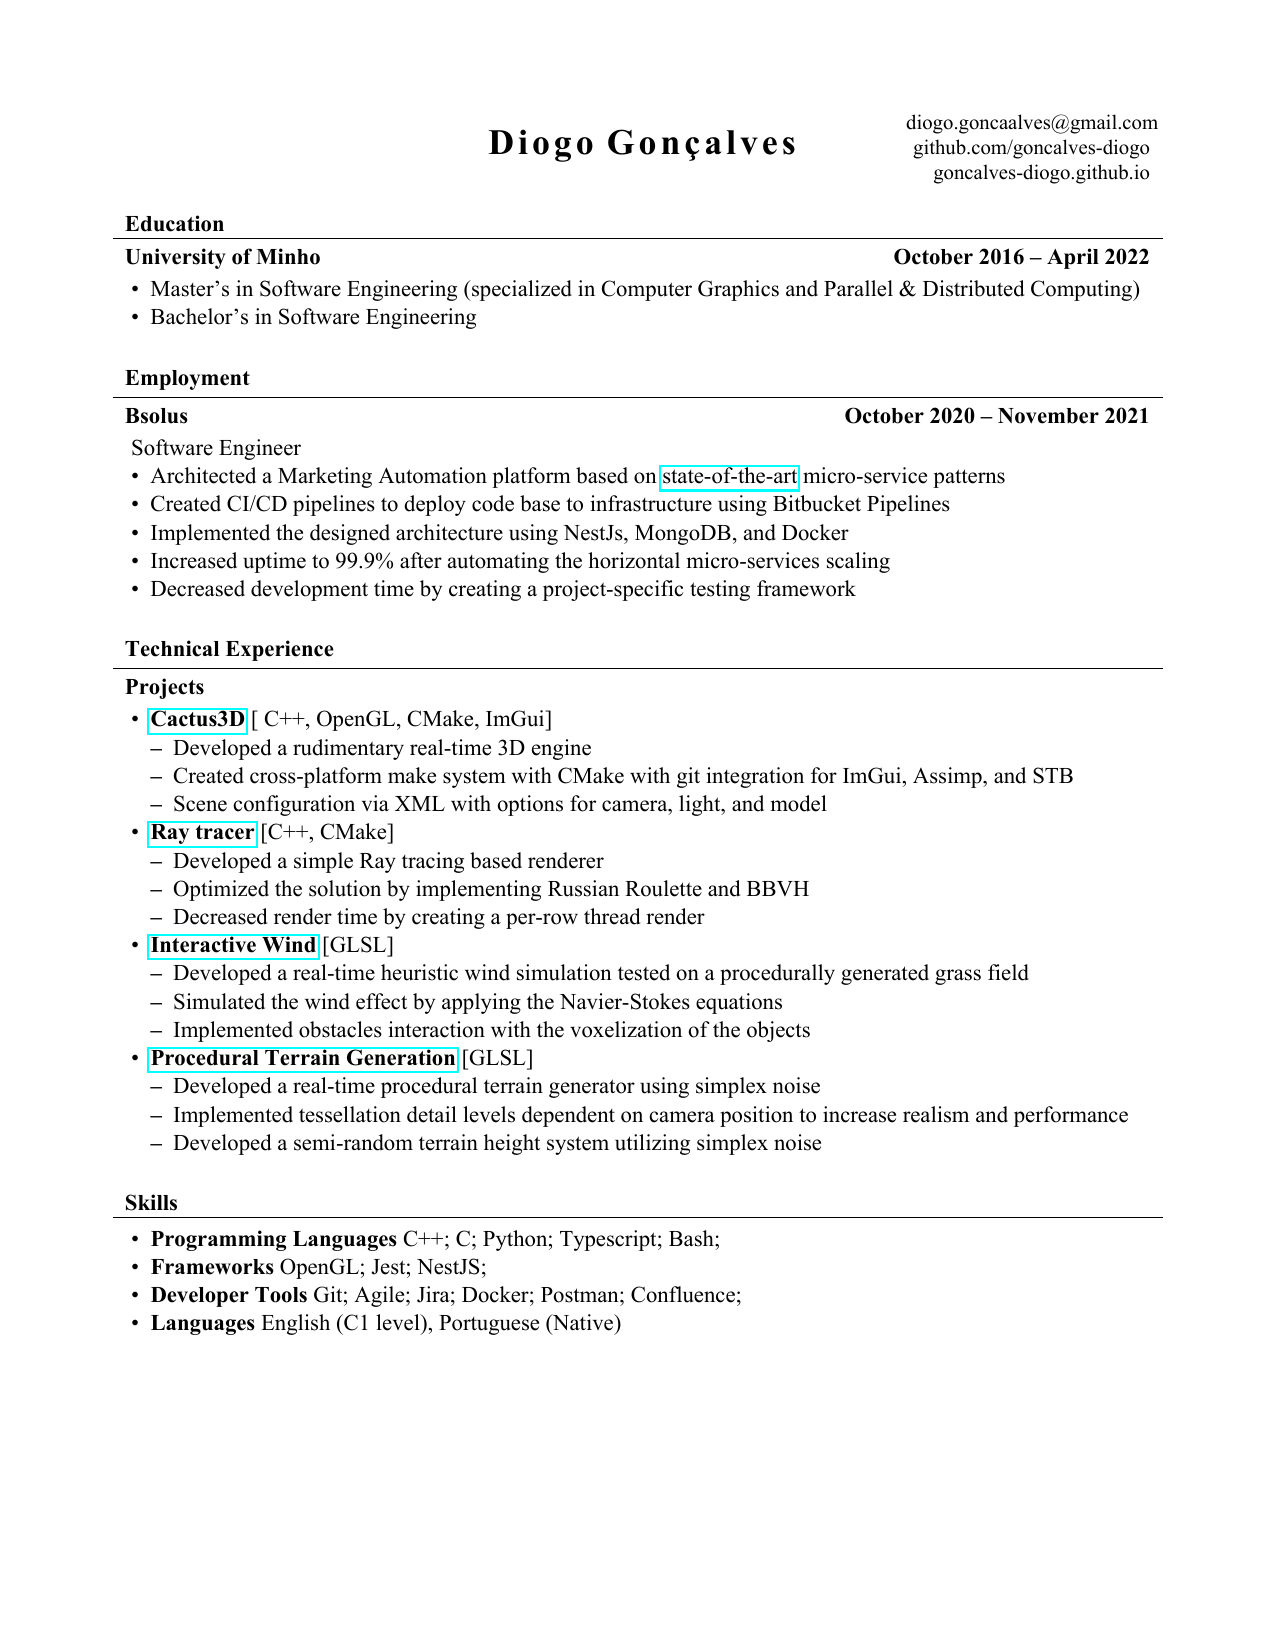 Diogo Gonçalves
diogo.goncaalves@gmail.com
github.com/goncalves-diogo
goncalves-diogo.github.io
Education
University of Minho October 2016 – April 2022
• Master’s in Software Engineering (specialized in Computer Graphics and Parallel & Distributed Computing)
• Bachelor’s in Software Engineering
Employment
Bsolus October 2020 – November 2021
Software Engineer
• Architected a Marketing Automation platform based on state-of-the-art micro-service patterns
• Created CI/CD pipelines to deploy code base to infrastructure using Bitbucket Pipelines
• Implemented the designed architecture using NestJs, MongoDB, and Docker
• Increased uptime to 99.9% after automating the horizontal micro-services scaling
• Decreased development time by creating a project-specific testing framework
Technical Experience
Projects
• Cactus3D [ C++, OpenGL, CMake, ImGui]
– Developed a rudimentary real-time 3D engine
– Created cross-platform make system with CMake with git integration for ImGui, Assimp, and STB
– Scene configuration via XML with options for camera, light, and model
• Ray tracer [C++, CMake]
– Developed a simple Ray tracing based renderer
– Optimized the solution by implementing Russian Roulette and BBVH
– Decreased render time by creating a per-row thread render
• Interactive Wind [GLSL]
– Developed a real-time heuristic wind simulation tested on a procedurally generated grass field
– Simulated the wind effect by applying the Navier-Stokes equations
– Implemented obstacles interaction with the voxelization of the objects
• Procedural Terrain Generation [GLSL]
– Developed a real-time procedural terrain generator using simplex noise
– Implemented tessellation detail levels dependent on camera position to increase realism and performance
– Developed a semi-random terrain height system utilizing simplex noise
Skills
• Programming Languages C++; C; Python; Typescript; Bash;
• Frameworks OpenGL; Jest; NestJS;
• Developer Tools Git; Agile; Jira; Docker; Postman; Confluence;
• Languages English (C1 level), Portuguese (Native)